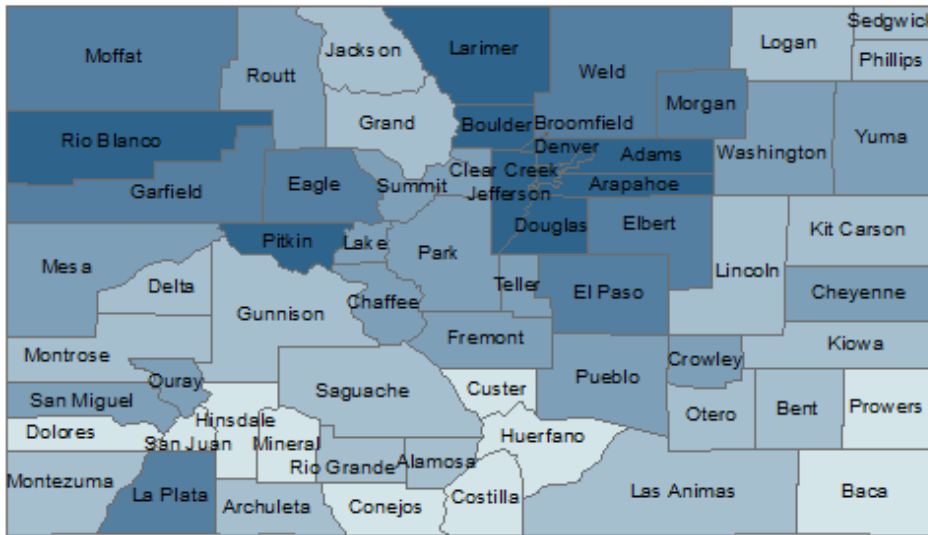 Moffat
Routt
Jackson
Larimer
Weld
Logan
Sedgwick
Phillips
Rio Blanco
Grand
Boulder
Broomfield
Morgan
Washington
Yuma
Denver
Adams
Garfield
Eagle
Summit
Clear Creek
Jefferson
Arapahoe
Mesa
Pitkin
Lake
Park
Douglas
Elbert
Lincoln
Kit Carson
Delta
Gunnison
Chaffee
Teller
El Paso
Cheyenne
Montrose
Ouray
Fremont
Crowley
Kiowa
San Miguel
Saguache
Custer
Pueblo
Otero
Bent
Prowers
Dolores
San Juan
Hinsdale
Mineral
Huerfano
Montezuma
La Plata
Rio Grande
Alamosa
Archuleta
Conejos
Costilla
Las Animas
Baca